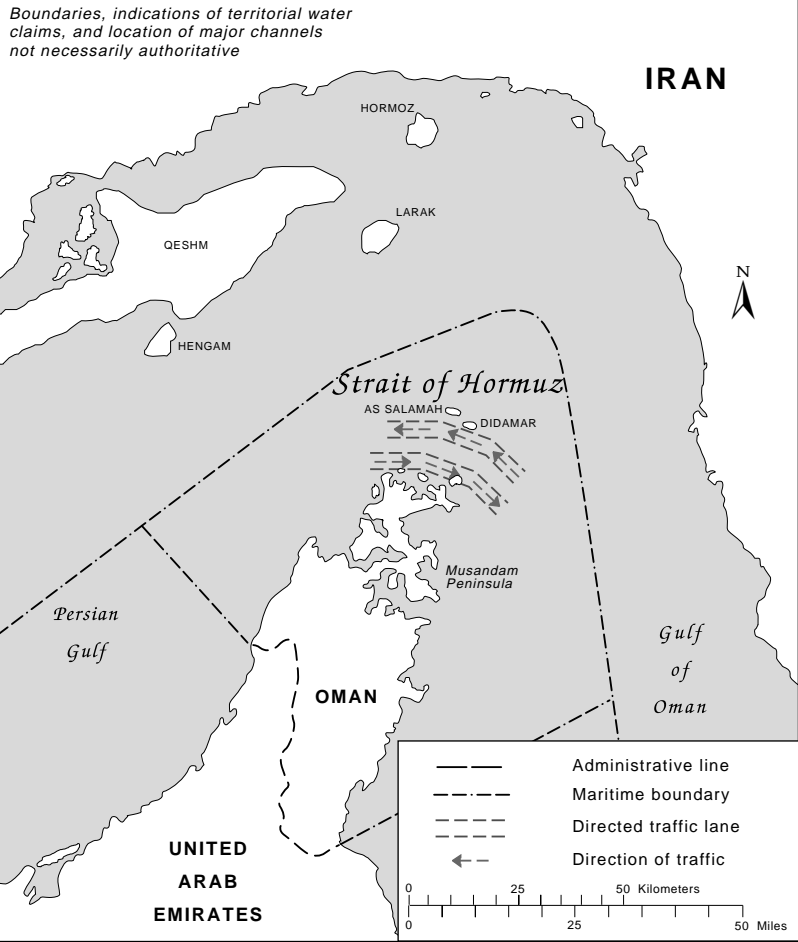 Boundaries, indications of territorial water
claims, and location of major channels
not necessarily authoritative
IRAN
HORMOZ
LARAK
QESHM
N
HENGAM
Strait of Hormuz
AS SALAMAH
DIDAMAR
Musandam
Peninsula
Persian
Gulf
Gulf
of
Oman
OMAN
UNITED
ARAB
EMIRATES
Administrative line
Maritime boundary
Directed traffic lane
Direction of traffic
0 25 50 Kilometers
0 25 50 Miles